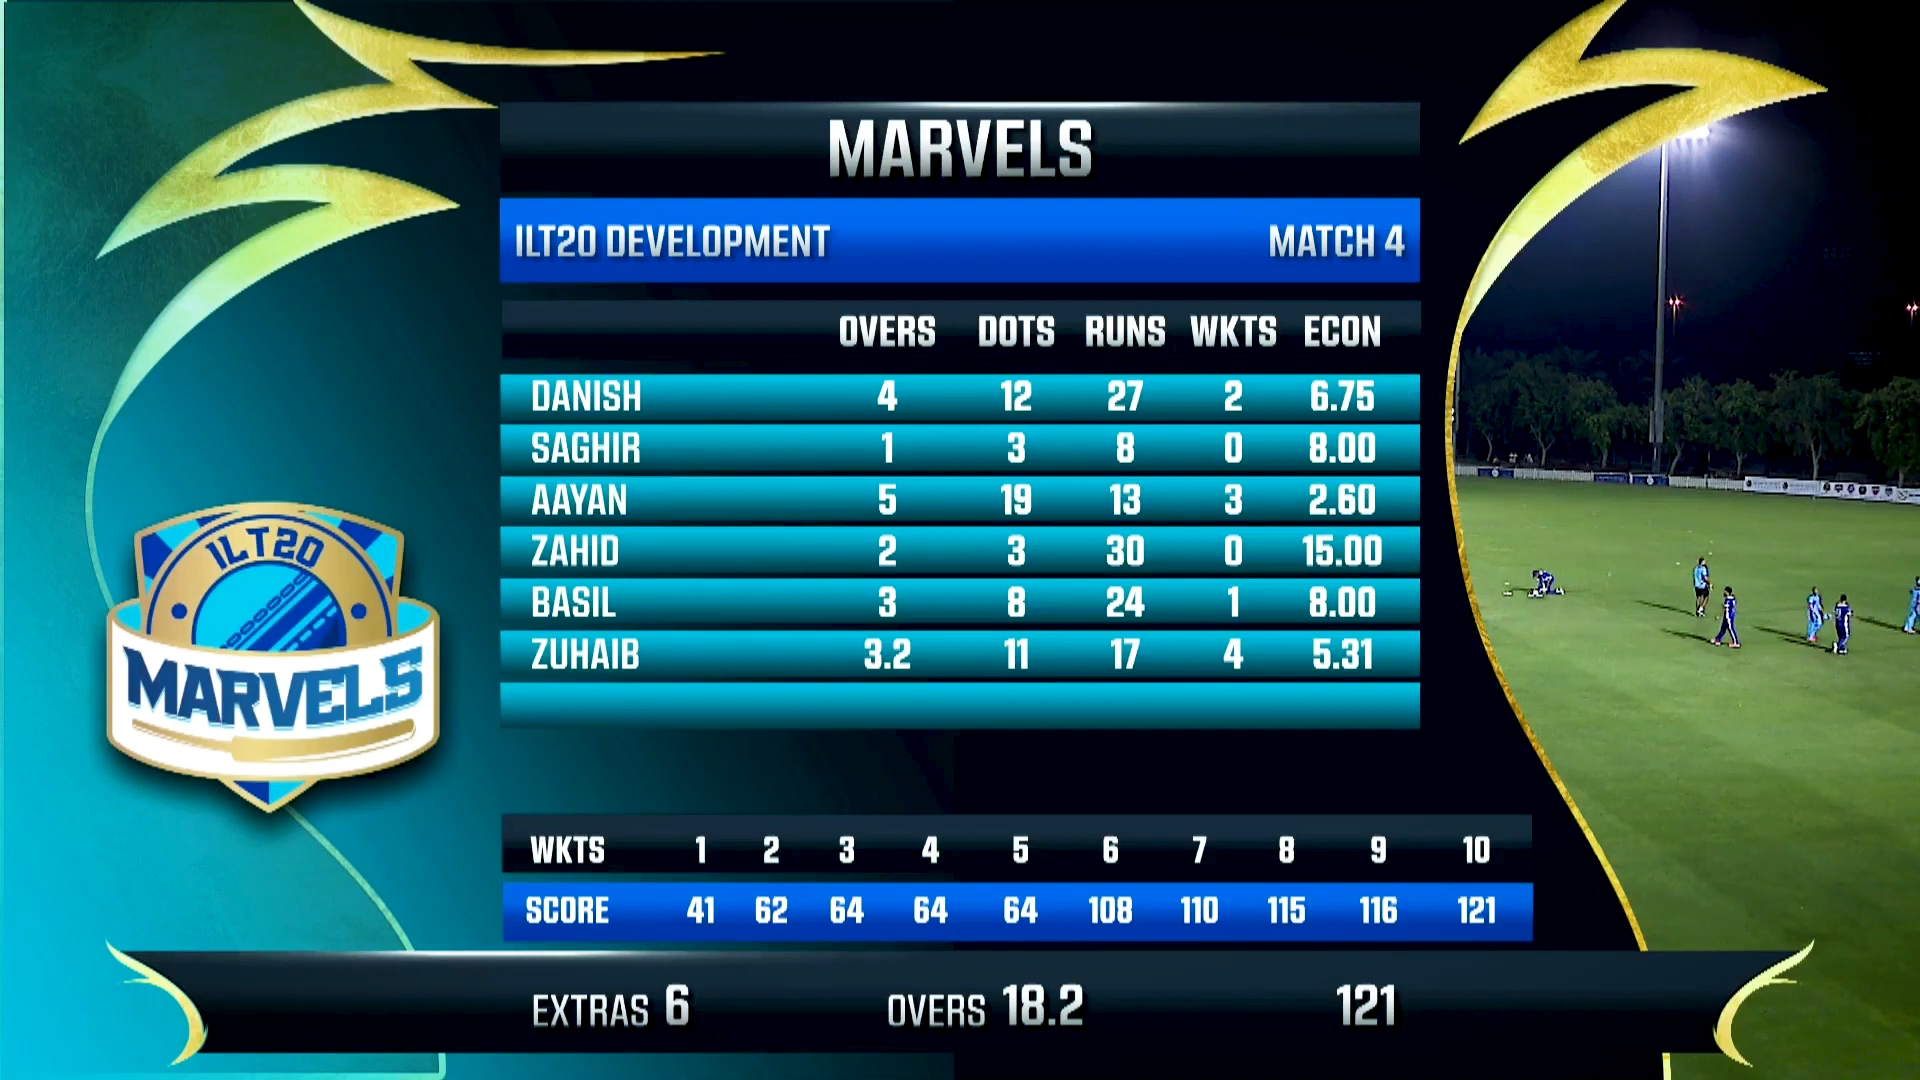 MARVELS
ILT20 DEVELOPMENT MATCH 4
OVERS DOTS RUNS WKTS ECON
DANISH 4 12 27 2 6.75
SAGHIR 1 3 8 0 8.00
AAYAN 5 19 13 3 2.60
ZAHID 2 3 30 0 15.00
BASIL 3 8 24 1 8.00
ZUHAIB 3.2 11 17 4 5.31
ILT20
MARVELS
WKTS 1 2 3 4 5 6 7 8 9 10
SCORE 41 62 64 64 64 108 110 115 116 121
EXTRAS 6 OVERS 18.2 121